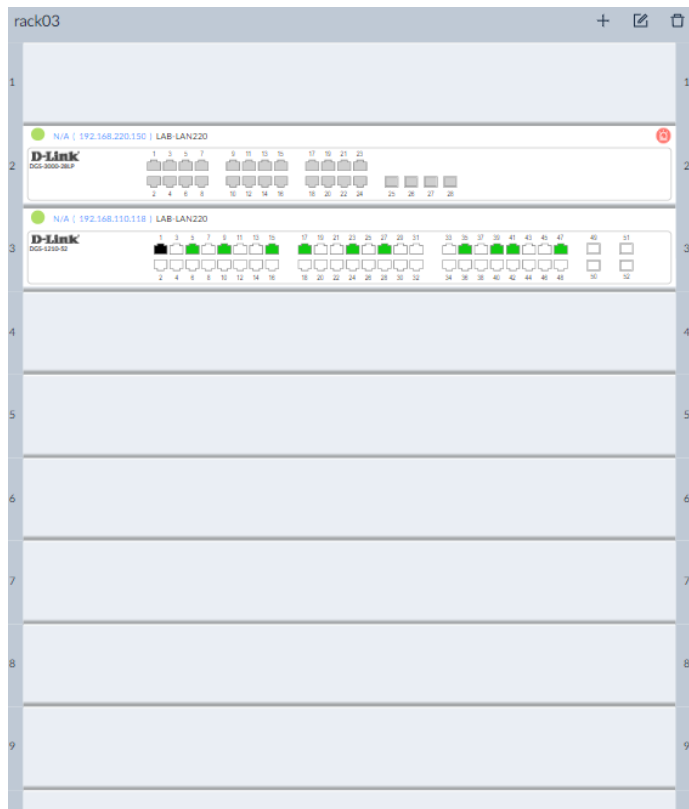 rack03
1 1
N/A ( 192.168.220.150 ) LAB-LAN220
D-Link
DGS-3000-28LP
1 3 5 7 9 11 13 15 17 19 21 23
2 2
2 4 6 8 10 12 14 16 18 20 22 24 25 26 27 28
N/A ( 192.168.110.118 ) LAB-LAN220
D-Link
DGS-1210-52
1 3 5 7 9 11 13 15 17 19 21 23 25 27 29 31 33 35 37 39 41 43 45 47 49 51
3 3
2 4 6 8 10 12 14 16 18 20 22 24 26 28 30 32 34 36 38 40 42 44 46 48 50 52
4 4
5 5
6 6
7 7
8 8
9 9